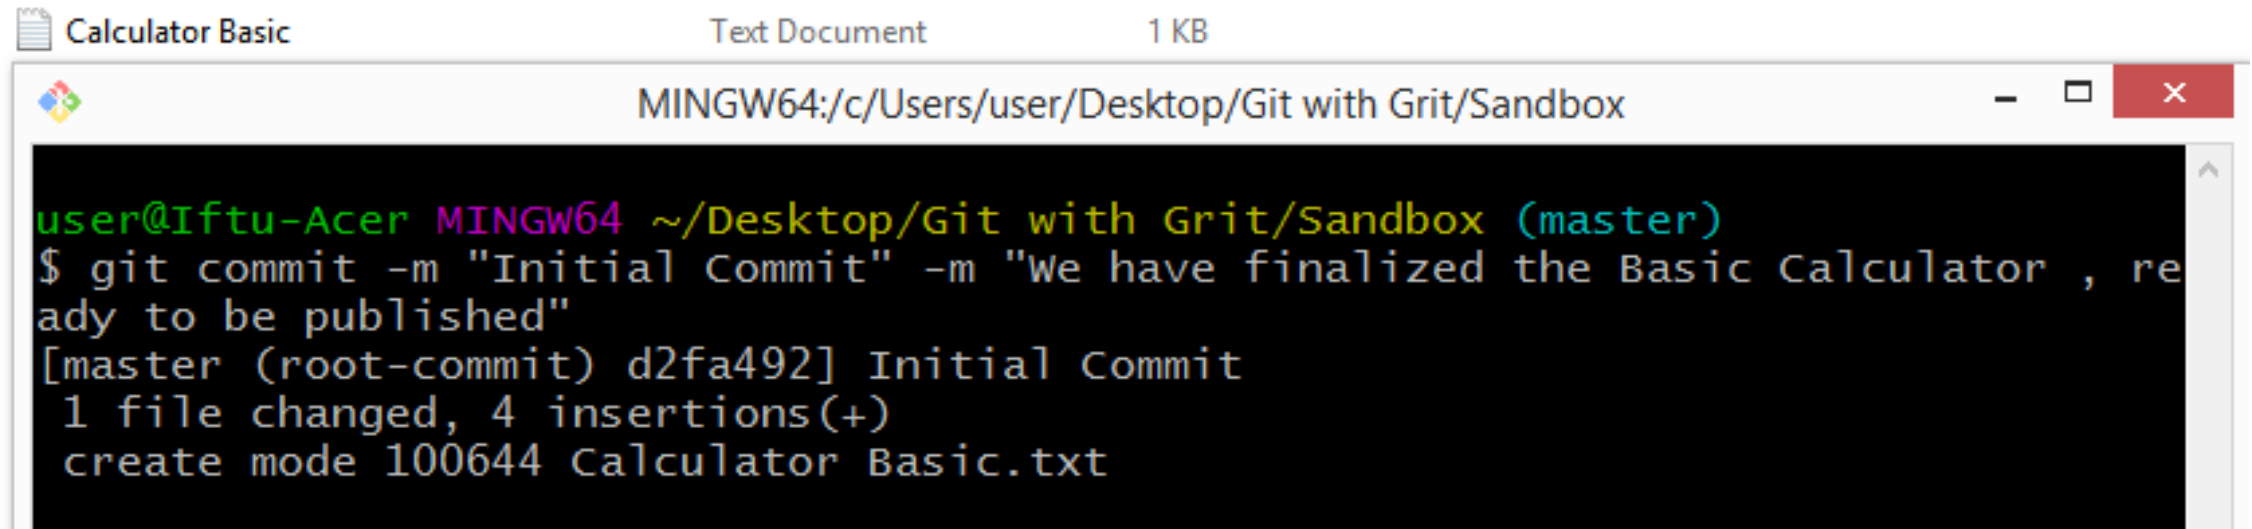 Calculator Basic Text Document 1 KB
MINGW64:/c/Users/user/Desktop/Git with Grit/Sandbox
user@Iftu-Acer MINGW64 ~/Desktop/Git with Grit/Sandbox (master)
$ git commit -m "Initial Commit" -m "We have finalized the Basic Calculator , re
ady to be published"
[master (root-commit) d2fa492] Initial Commit
 1 file changed, 4 insertions(+)
 create mode 100644 Calculator Basic.txt